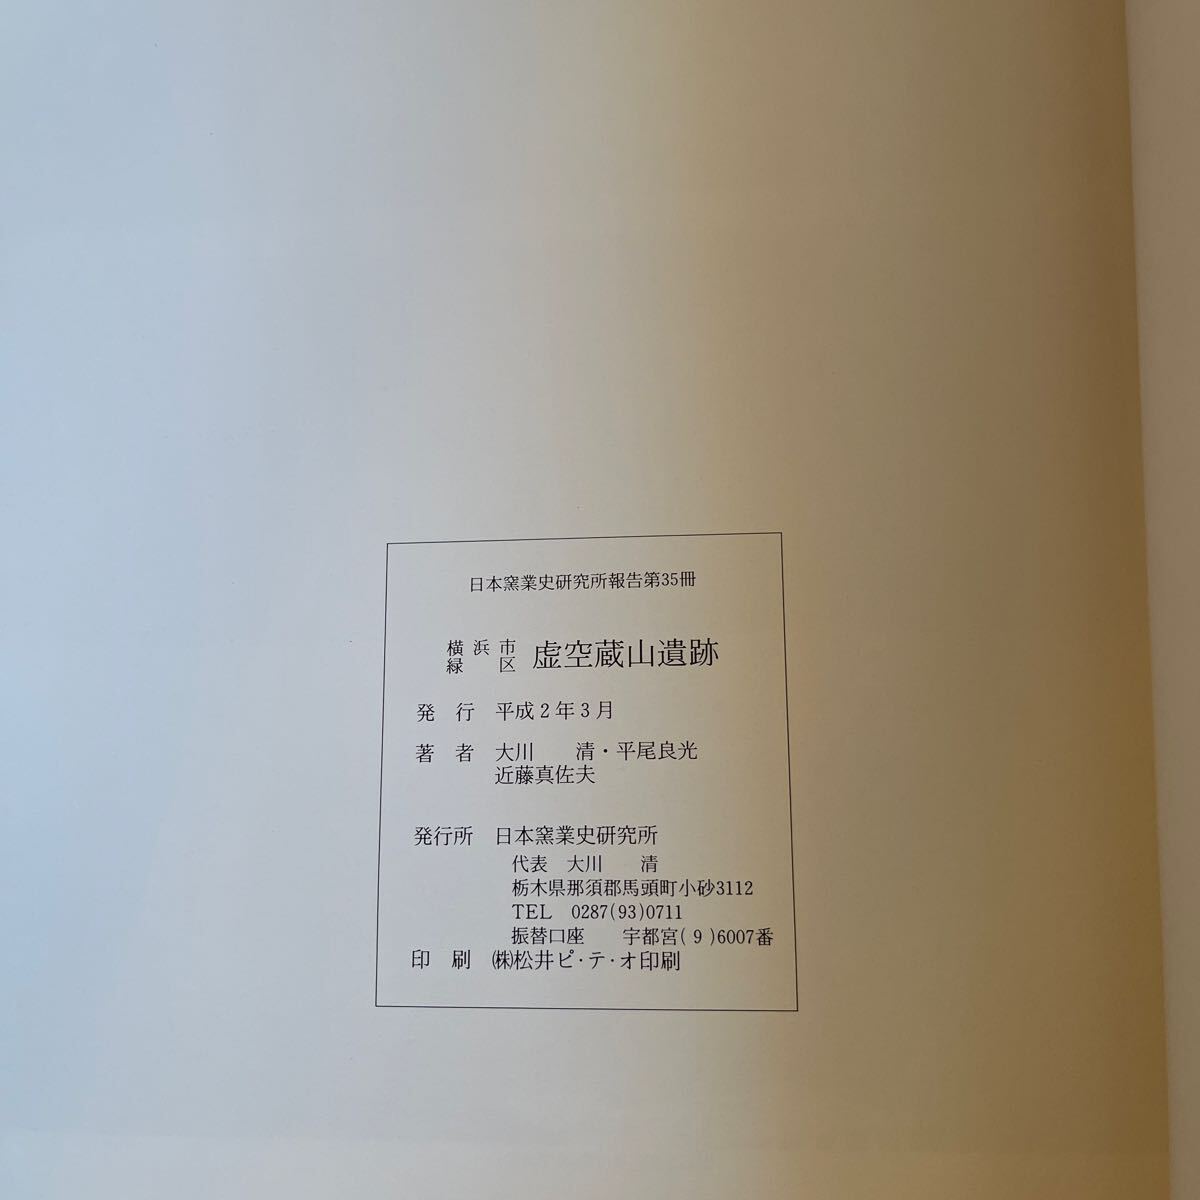 日本窯業史研究所報告第35冊
横浜市
緑区 虚空蔵山遺跡
発行 平成2年3月
著者 大川 清・平尾良光
近藤真佐夫
発行所 日本窯業史研究所
代表 大川 清
栃木県那須郡馬頭町小砂3112
TEL 0287(93)0711
振替口座 宇都宮(9)6007番
印刷 ㈱松井ピ・テ・オ印刷